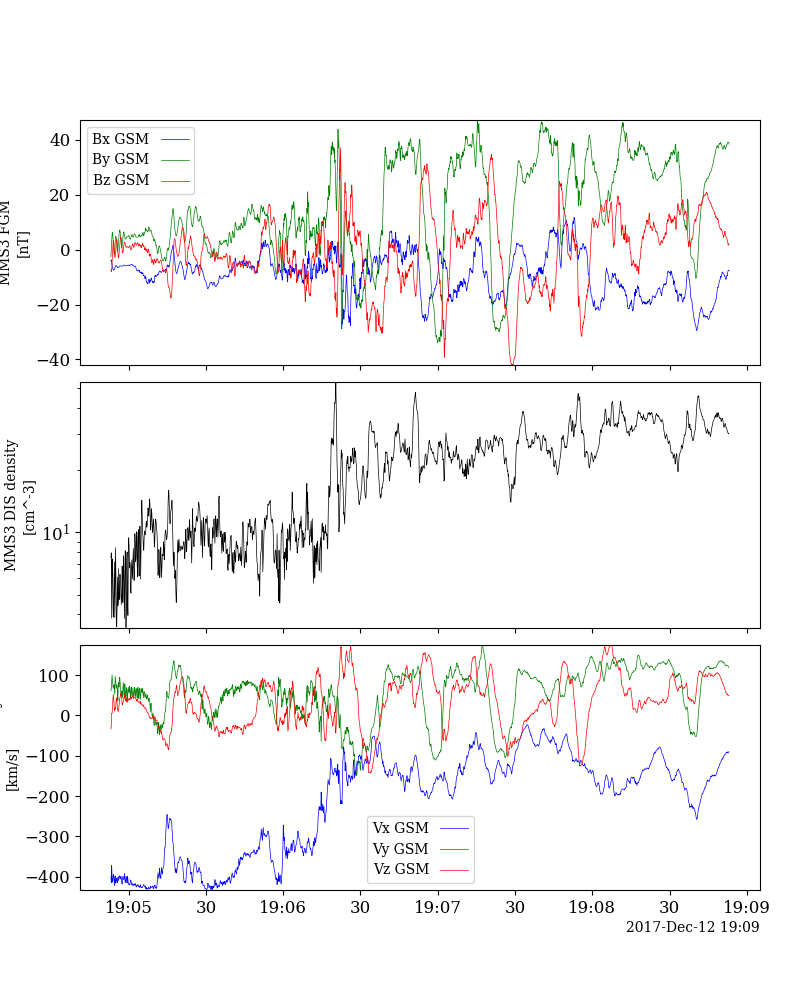 MMS3 FGM
[nT]
40
20
0
−20
−40
Bx GSM
By GSM
Bz GSM
MMS3 DIS density
[cm^-3]
10^1
[km/s]
100
0
−100
−200
−300
−400
Vx GSM
Vy GSM
Vz GSM
19:05 30 19:06 30 19:07 30 19:08 30 19:09
2017-Dec-12 19:09